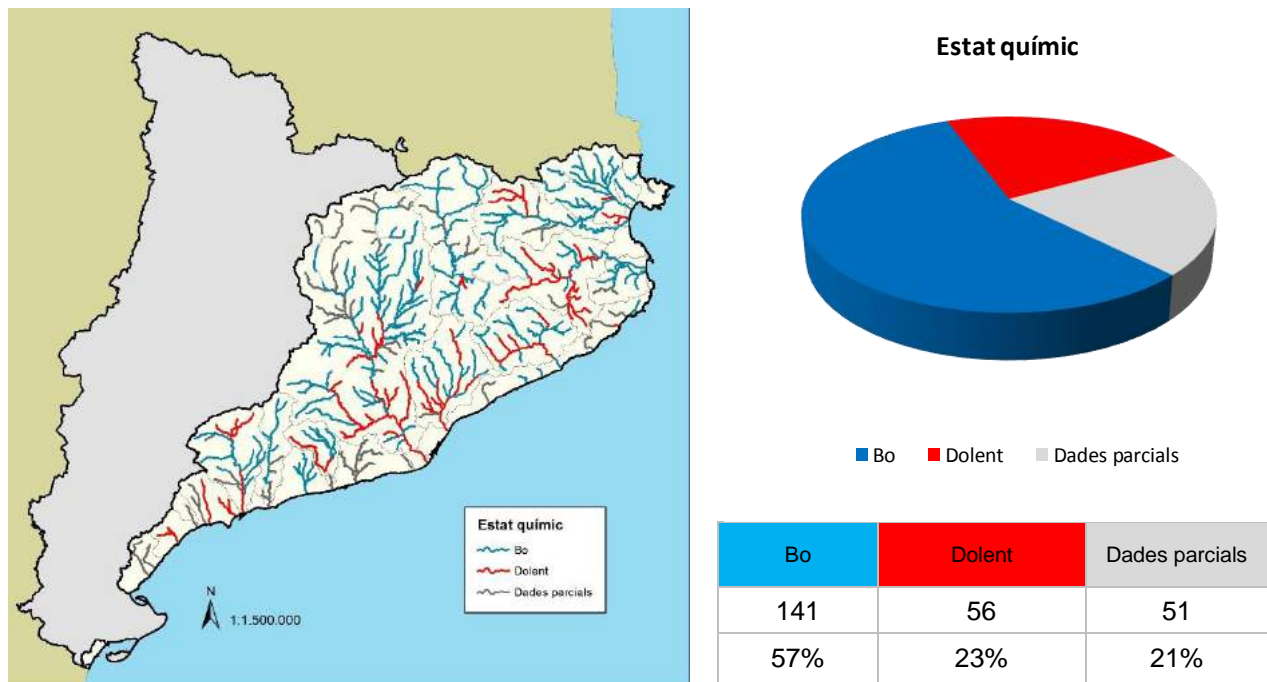 Estat químic
Bo
Dolent
Dades parcials
N
1:1.500.000
Estat químic
Bo Dolent Dades parcials
Bo Dolent Dades parcials
141 56 51
57% 23% 21%